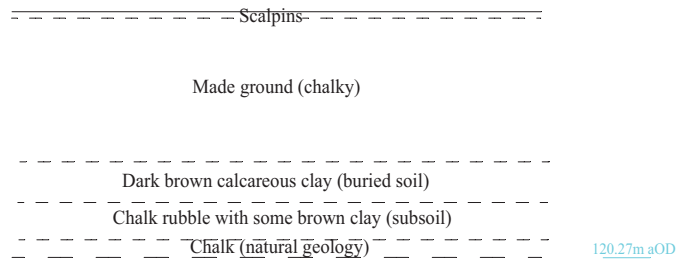 Scalpins
Made ground (chalky)
Dark brown calcareous clay (buried soil)
Chalk rubble with some brown clay (subsoil)
Chalk (natural geology)
120.27m aOD